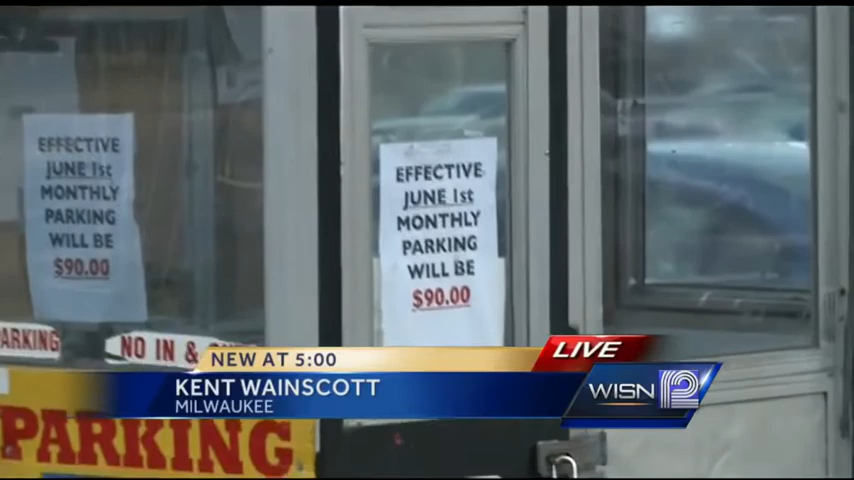 EFFECTIVE
JUNE 1st
MONTHLY
PARKING
WILL BE
$90.00
EFFECTIVE
JUNE 1st
MONTHLY
PARKING
WILL BE
$90.00
PARKING
NO IN &
PARKING
NEW AT 5:00
LIVE
KENT WAINSCOTT
MILWAUKEE
WISN 12